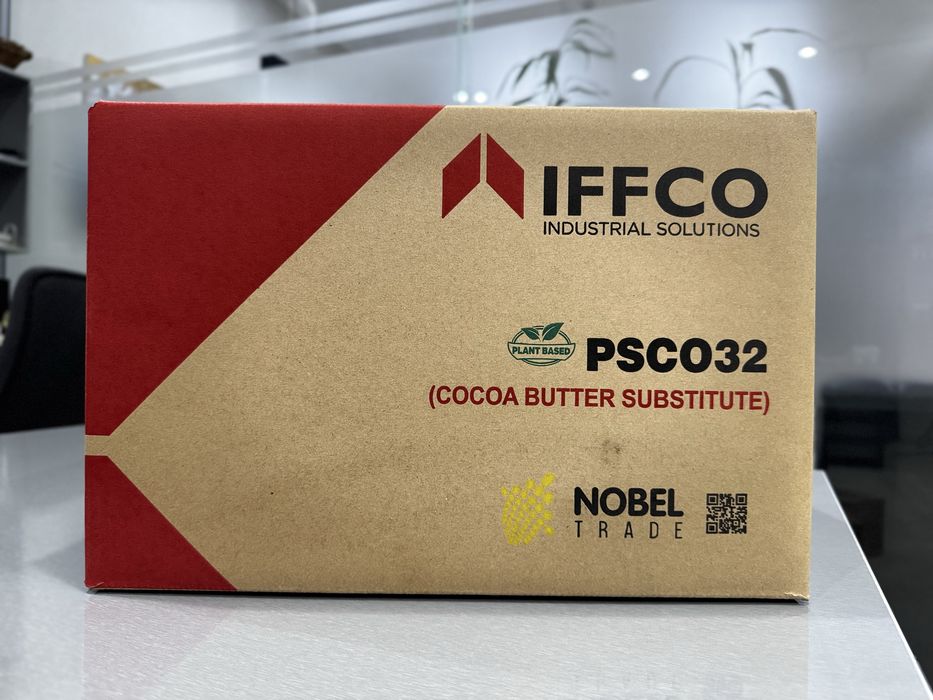 IFFCO
INDUSTRIAL SOLUTIONS
PLANT BASED
PSCO32
(COCOA BUTTER SUBSTITUTE)
NOBEL
TRADE